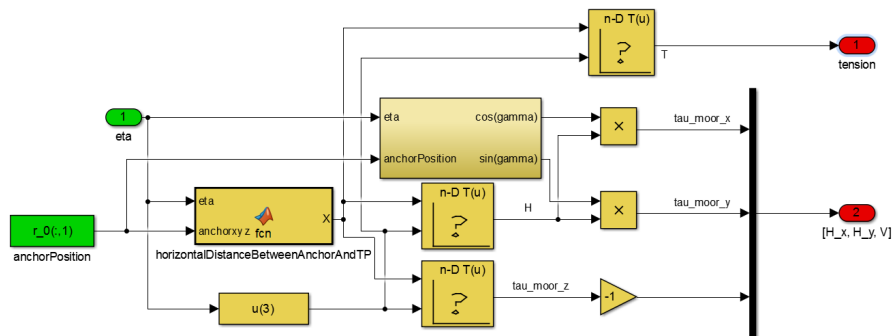 n-D T(u)
1
T
tension
1
eta
eta
cos(gamma)
anchorPosition
sin(gamma)
×
tau_moor_x
n-D T(u)
eta
anchorxyz
fcn
X
H
×
tau_moor_y
2
[H_x, H_y, V]
r_0(:,1)
anchorPosition
horizontalDistanceBetweenAnchorAndTP
n-D T(u)
u(3)
tau_moor_z
-1